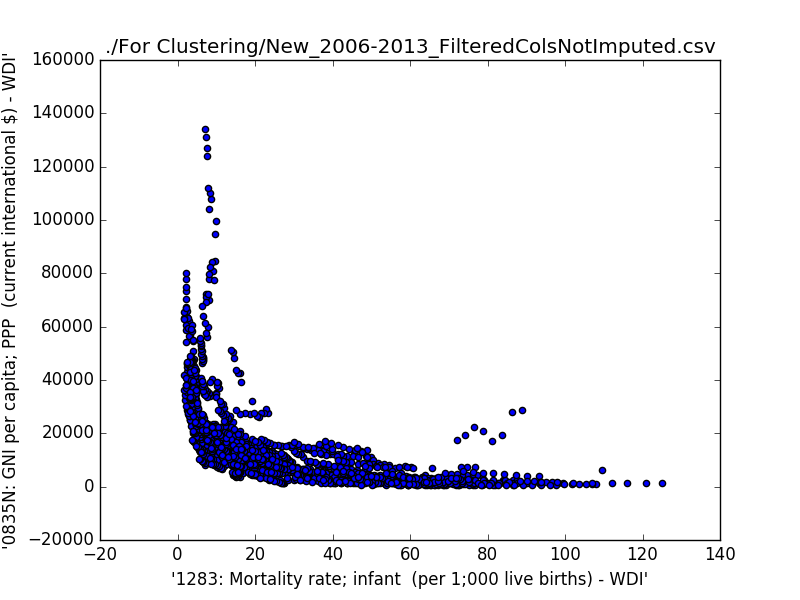 ./For Clustering/New_2006-2013_FilteredColsNotImputed.csv
160000
140000
120000
100000
80000
60000
40000
20000
0
−20000
'0835N: GNI per capita; PPP  (current international $) - WDI'
−20 0 20 40 60 80 100 120 140
'1283: Mortality rate; infant  (per 1;000 live births) - WDI'